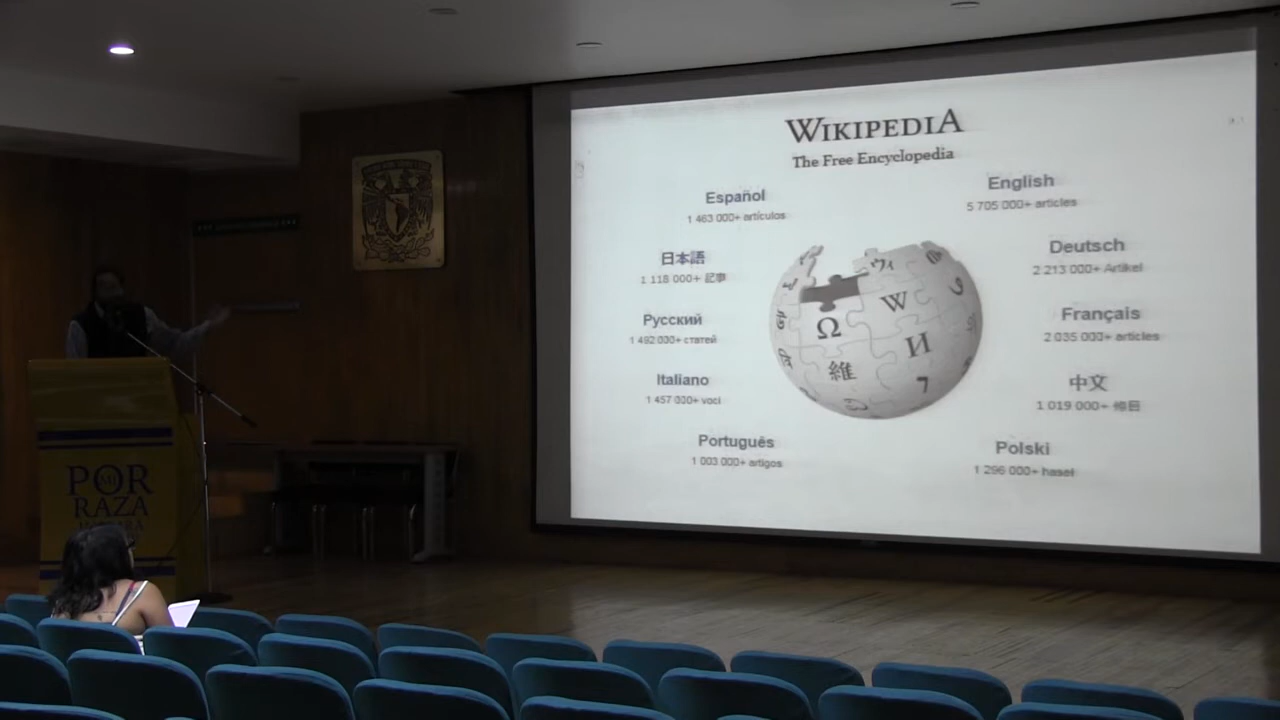 WIKIPEDIA
The Free Encyclopedia
Español
1 463 000+ artículos
English
5 705 000+ articles
日本語
1 118 000+ 記事
Deutsch
2 213 000+ Artikel
Русский
1 492 000+ статей
Français
2 035 000+ articles
Italiano
1 457 000+ voci
中文
1 019 000+ 條目
Português
1 003 000+ artigos
Polski
1 296 000+ haseł
Ω
W
И
維
7
POR
MI
RAZA